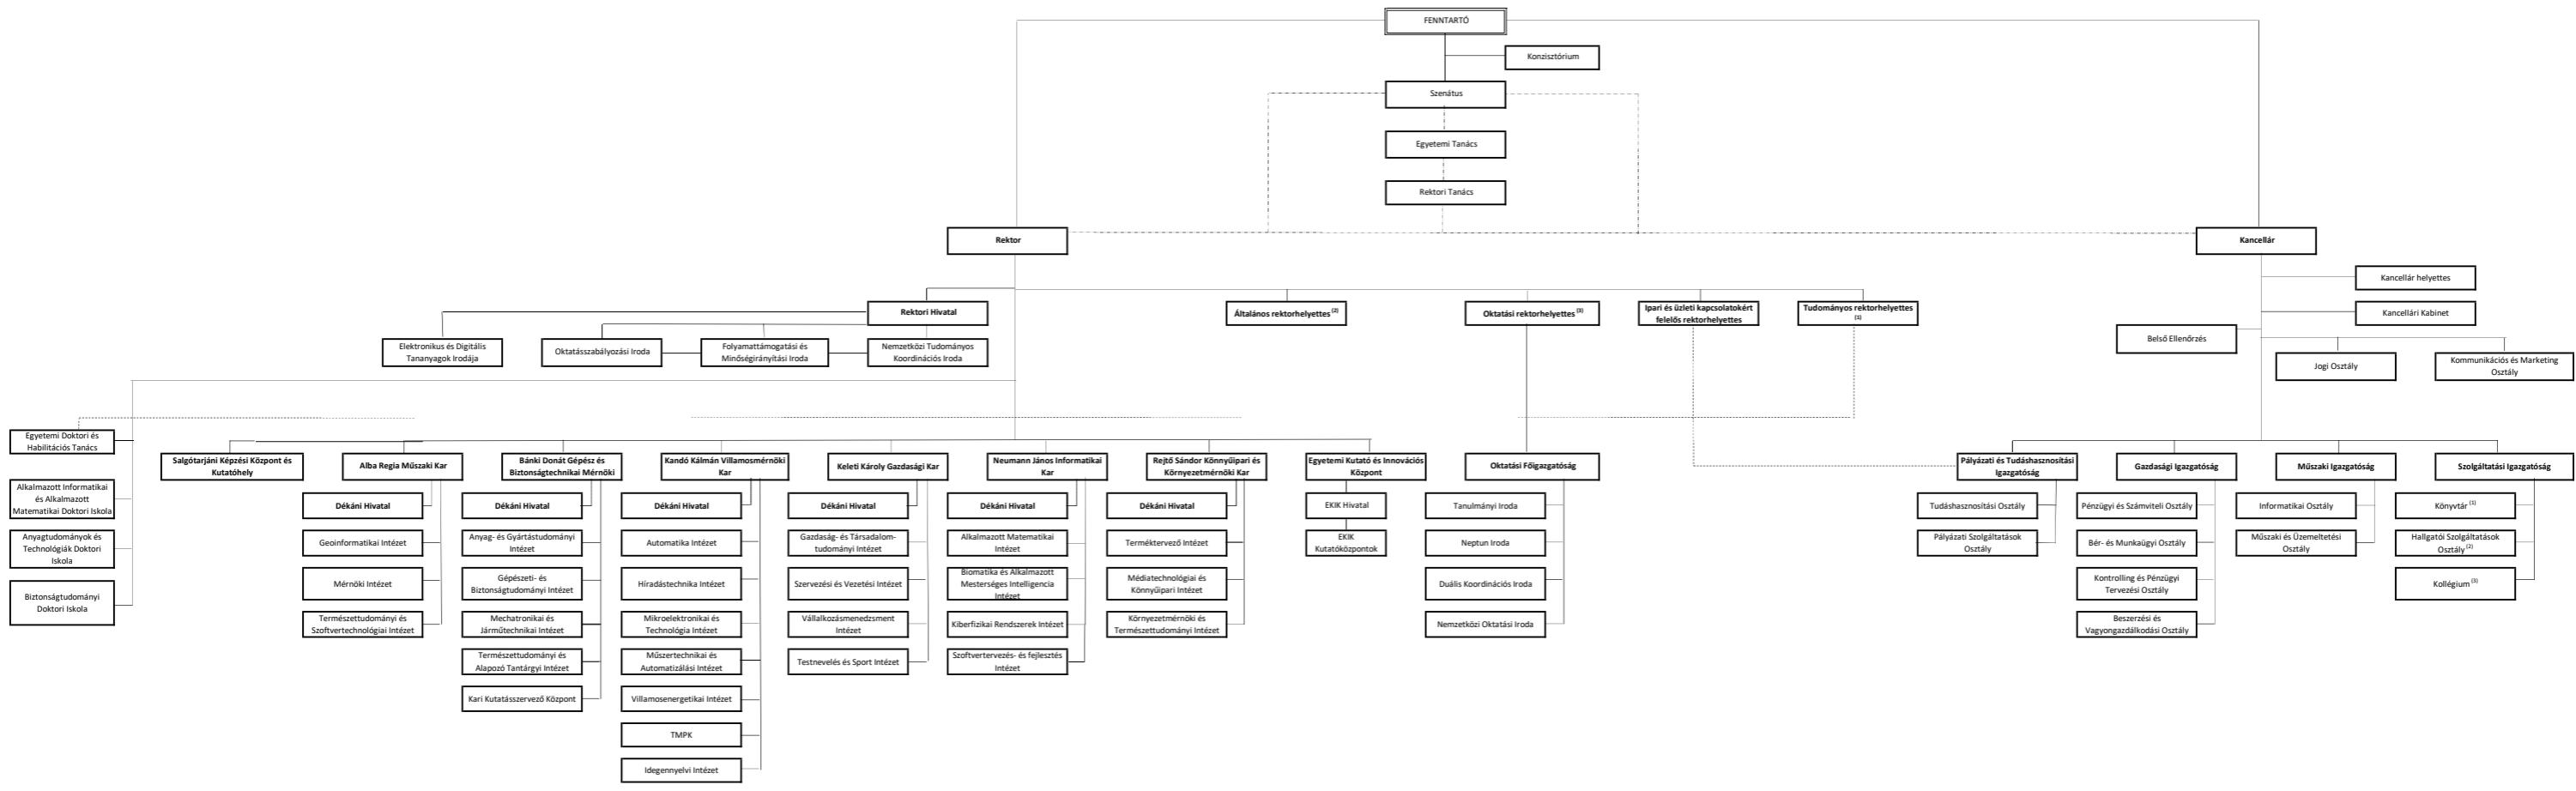 FENNTARTÓ
Konzisztórium
Szenátus
Egyetemi Tanács
Rektori Tanács
Rektor
Kancellár
Kancellár helyettes
Rektori Hivatal
Általános rektorhelyettes (2)
Oktatási rektorhelyettes (3)
Ipari és üzleti kapcsolatokért
felelős rektorhelyettes
Tudományos rektorhelyettes
(1)
Kancellári Kabinet
Elektronikus és Digitális
Tananyagok Irodája
Oktatásszabályozási Iroda
Folyamattámogatási és
Minőségirányítási Iroda
Nemzetközi Tudományos
Koordinációs Iroda
Belső Ellenőrzés
Jogi Osztály
Kommunikációs és Marketing
Osztály
Egyetemi Doktori és
Habilitációs Tanács
Alkalmazott Informatikai
és Alkalmazott
Matematikai Doktori Iskola
Anyagtudományok és
Technológiák Doktori
Iskola
Biztonságtudományi
Doktori Iskola
Salgótarjáni Képzési Központ és
Kutatóhely
Alba Regia Műszaki Kar
Dékáni Hivatal
Geoinformatikai Intézet
Mérnöki Intézet
Természettudományi és
Szoftvertechnológiai Intézet
Bánki Donát Gépész és
Biztonságtechnikai Mérnöki
Dékáni Hivatal
Anyag- és Gyártástudományi
Intézet
Gépészeti- és
Biztonságtudományi Intézet
Mechatronikai és
Járműtechnikai Intézet
Természettudományi és
Alapozó Tantárgyi Intézet
Kari Kutatásszervező Központ
Kandó Kálmán Villamosmérnöki
Kar
Dékáni Hivatal
Automatika Intézet
Híradástechnika Intézet
Mikroelektronikai és
Technológia Intézet
Műszertechnikai és
Automatizálási Intézet
Villamosenergetikai Intézet
TMPK
Idegennyelvi Intézet
Keleti Károly Gazdasági Kar
Dékáni Hivatal
Gazdaság- és Társadalom-
tudományi Intézet
Szervezési és Vezetési Intézet
Vállalkozásmenedzsment
Intézet
Testnevelés és Sport Intézet
Neumann János Informatikai
Kar
Dékáni Hivatal
Alkalmazott Matematikai
Intézet
Biomatika és Alkalmazott
Mesterséges Intelligencia
Intézet
Kiberfizikai Rendszerek Intézet
Szoftvertervezés- és fejlesztés
Intézet
Rejtő Sándor Könnyűipari és
Környezetmérnöki Kar
Dékáni Hivatal
Terméktervező Intézet
Médiatechnológiai és
Könnyűipari Intézet
Környezetmérnöki és
Természettudományi Intézet
Egyetemi Kutató és Innovációs
Központ
EKIK Hivatal
EKIK
Kutatóközpontok
Oktatási Főigazgatóság
Tanulmányi Iroda
Neptun Iroda
Duális Koordinációs Iroda
Nemzetközi Oktatási Iroda
Pályázati és Tudáshasznosítási
Igazgatóság
Tudáshasznosítási Osztály
Pályázati Szolgáltatások
Osztály
Gazdasági Igazgatóság
Pénzügyi és Számviteli Osztály
Bér- és Munkaügyi Osztály
Kontrolling és Pénzügyi
Tervezési Osztály
Beszerzési és
Vagyongazdálkodási Osztály
Műszaki Igazgatóság
Informatikai Osztály
Műszaki és Üzemeltetési
Osztály
Szolgáltatási Igazgatóság
Könyvtár (1)
Hallgatói Szolgáltatások
Osztály (2)
Kollégium (3)